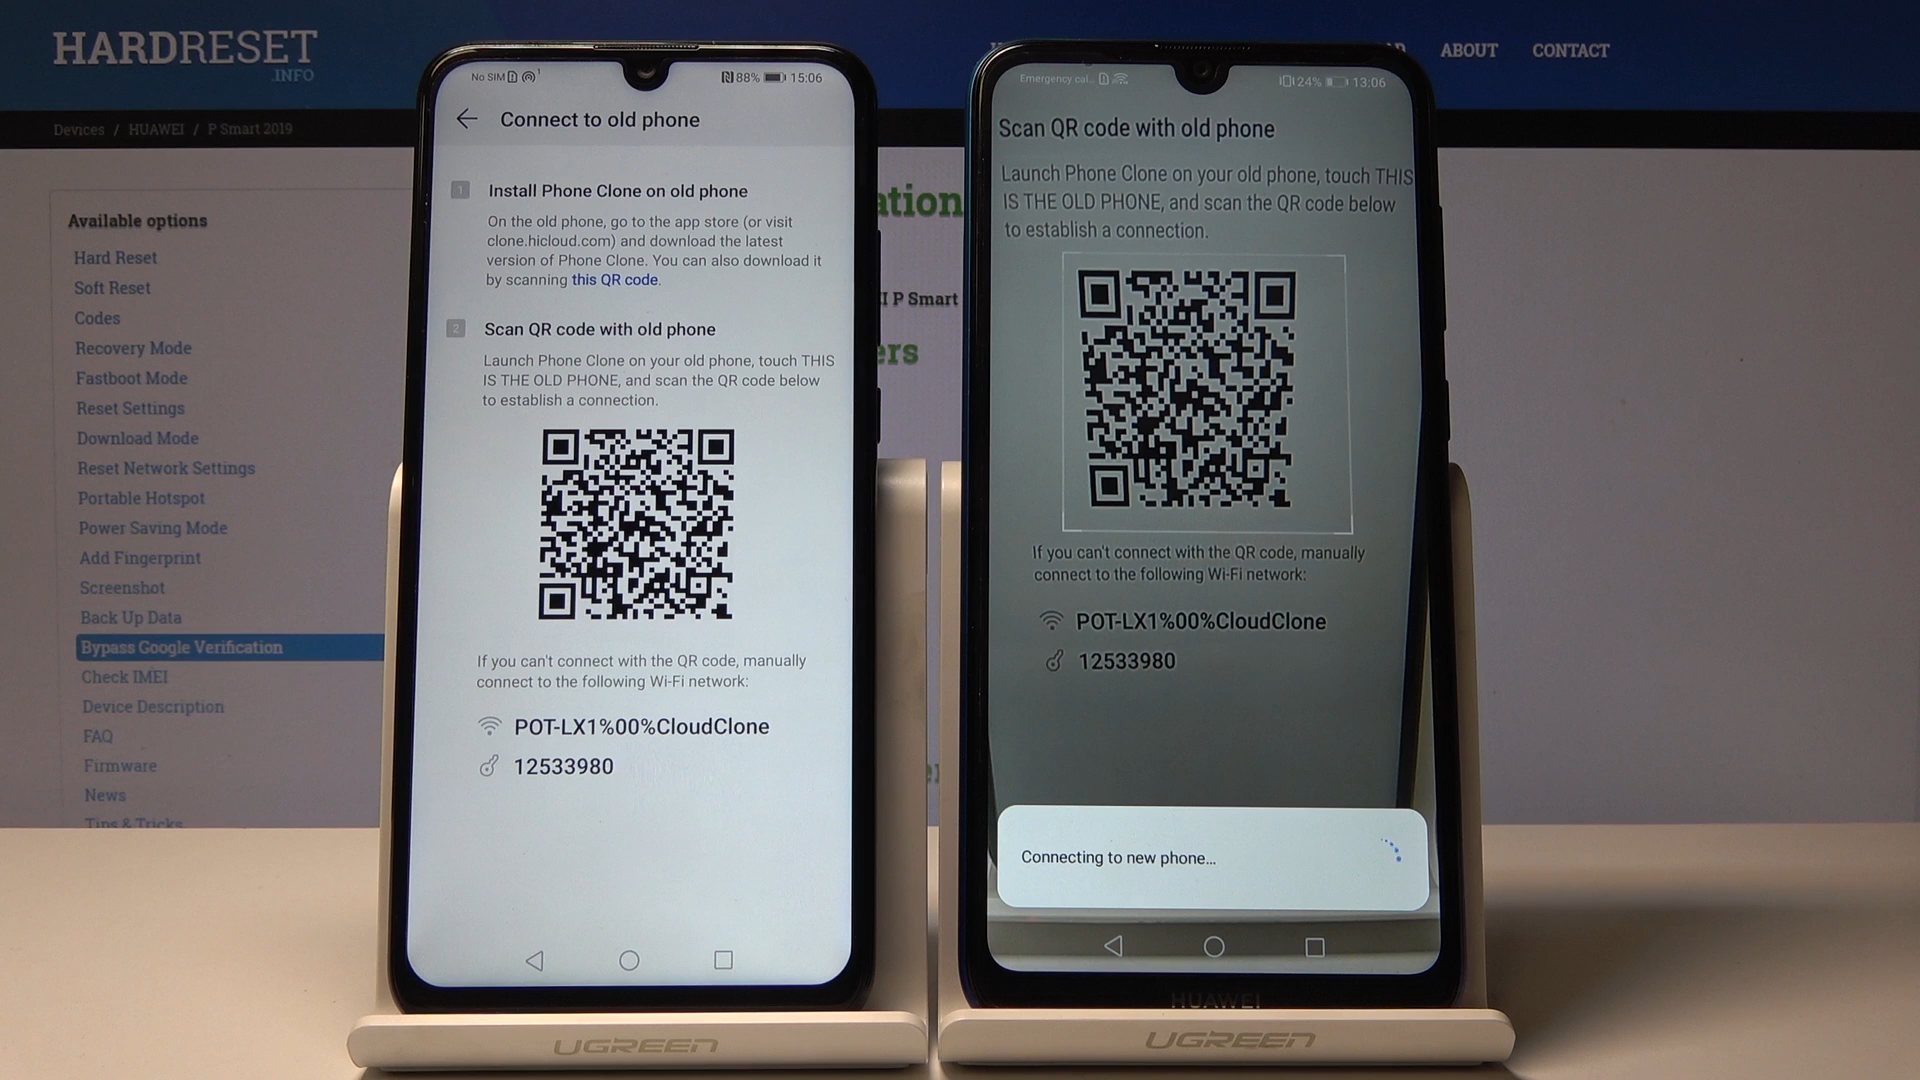 HARDRESET
.INFO
ABOUT
CONTACT
Devices / HUAWEI / P Smart 2019
Available options
Hard Reset
Soft Reset
Codes
Recovery Mode
Fastboot Mode
Reset Settings
Download Mode
Reset Network Settings
Portable Hotspot
Power Saving Mode
Add Fingerprint
Screenshot
Back Up Data
Bypass Google Verification
Check IMEI
Device Description
FAQ
Firmware
News
Tips & Tricks
P Smart
No SIM
88%
15:06
Connect to old phone
1
Install Phone Clone on old phone
On the old phone, go to the app store (or visit
clone.hicloud.com) and download the latest
version of Phone Clone. You can also download it
by scanning this QR code.
2
Scan QR code with old phone
Launch Phone Clone on your old phone, touch THIS
IS THE OLD PHONE, and scan the QR code below
to establish a connection.
If you can't connect with the QR code, manually
connect to the following Wi-Fi network:
POT-LX1%00%CloudClone
12533980
UGREEN
Emergency cal...
24%
13:06
Scan QR code with old phone
Launch Phone Clone on your old phone, touch THIS
IS THE OLD PHONE, and scan the QR code below
to establish a connection.
If you can't connect with the QR code, manually
connect to the following Wi-Fi network:
POT-LX1%00%CloudClone
12533980
Connecting to new phone...
HUAWEI
UGREEN